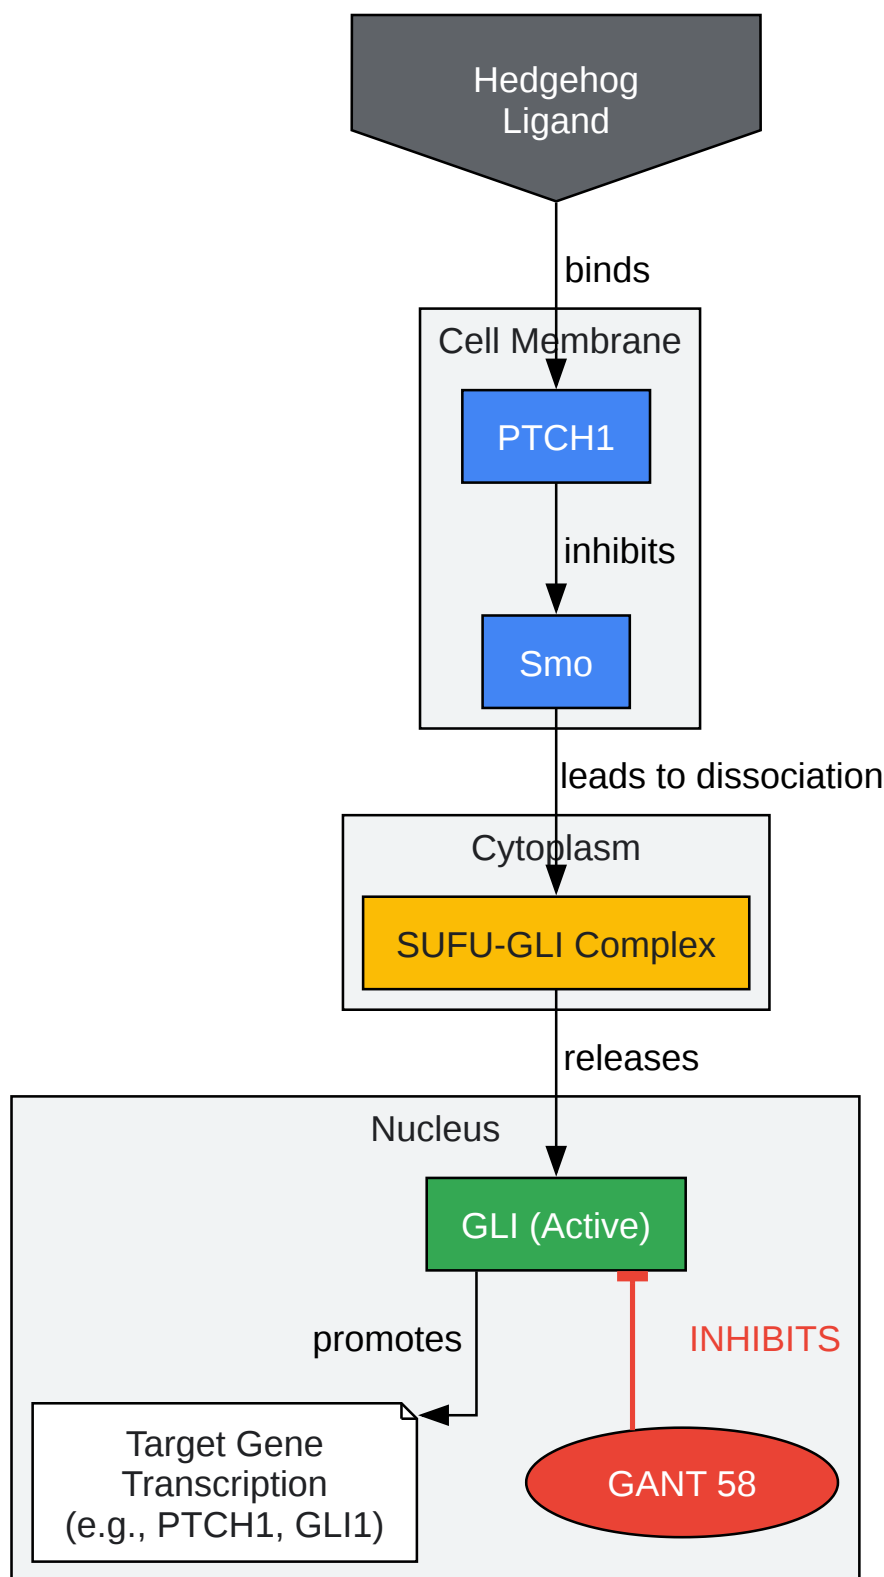 Hedgehog
Ligand
binds
Cell Membrane
PTCH1
inhibits
Smo
leads to dissociation
Cytoplasm
SUFU-GLI Complex
releases
Nucleus
GLI (Active)
promotes
INHIBITS
Target Gene
Transcription
(e.g., PTCH1, GLI1)
GANT 58